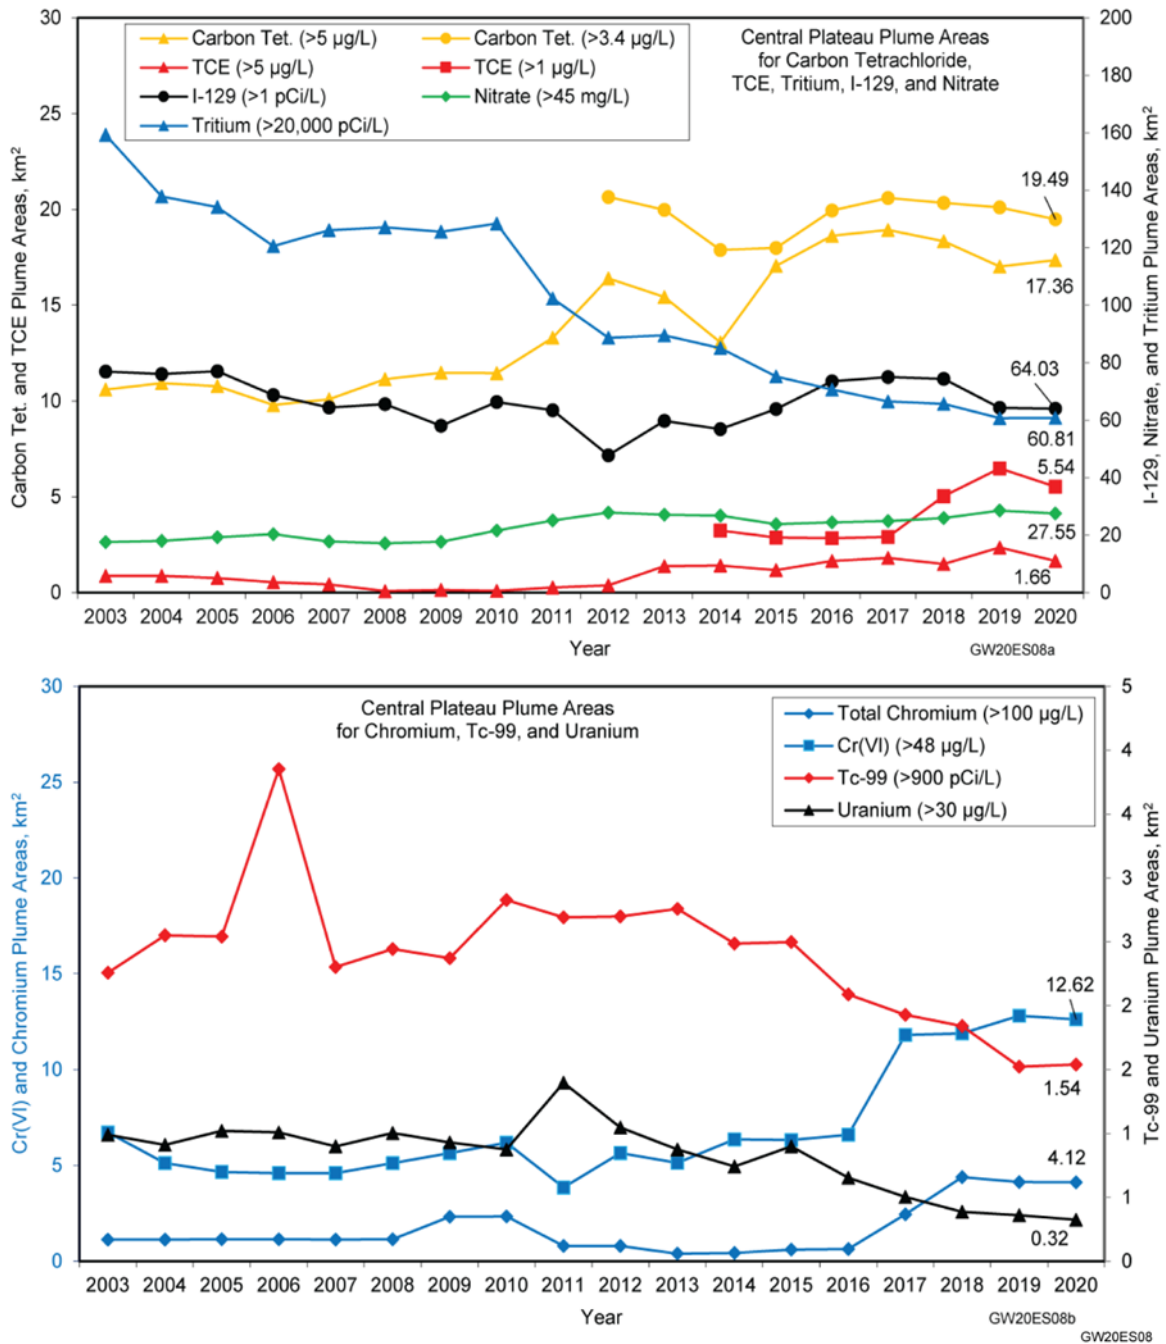 30
25
20
15
10
5
0
Carbon Tet. and TCE Plume Areas, km²
Carbon Tet. (>5 µg/L)
Carbon Tet. (>3.4 µg/L)
TCE (>5 µg/L)
TCE (>1 µg/L)
I-129 (>1 pCi/L)
Nitrate (>45 mg/L)
Tritium (>20,000 pCi/L)
Central Plateau Plume Areas
for Carbon Tetrachloride,
TCE, Tritium, I-129, and Nitrate
200
180
160
140
120
100
80
60
40
20
0
I-129, Nitrate, and Tritium Plume Areas, km²
19.49
17.36
64.03
60.81
5.54
27.55
1.66
2003 2004 2005 2006 2007 2008 2009 2010 2011 2012 2013 2014 2015 2016 2017 2018 2019 2020
Year
GW20ES08a
30
25
20
15
10
5
0
Cr(VI) and Chromium Plume Areas, km²
Central Plateau Plume Areas
for Chromium, Tc-99, and Uranium
Total Chromium (>100 µg/L)
Cr(VI) (>48 µg/L)
Tc-99 (>900 pCi/L)
Uranium (>30 µg/L)
5
4
4
3
3
2
2
1
1
0
Tc-99 and Uranium Plume Areas, km²
12.62
1.54
4.12
0.32
2003 2004 2005 2006 2007 2008 2009 2010 2011 2012 2013 2014 2015 2016 2017 2018 2019 2020
Year
GW20ES08b
GW20ES08